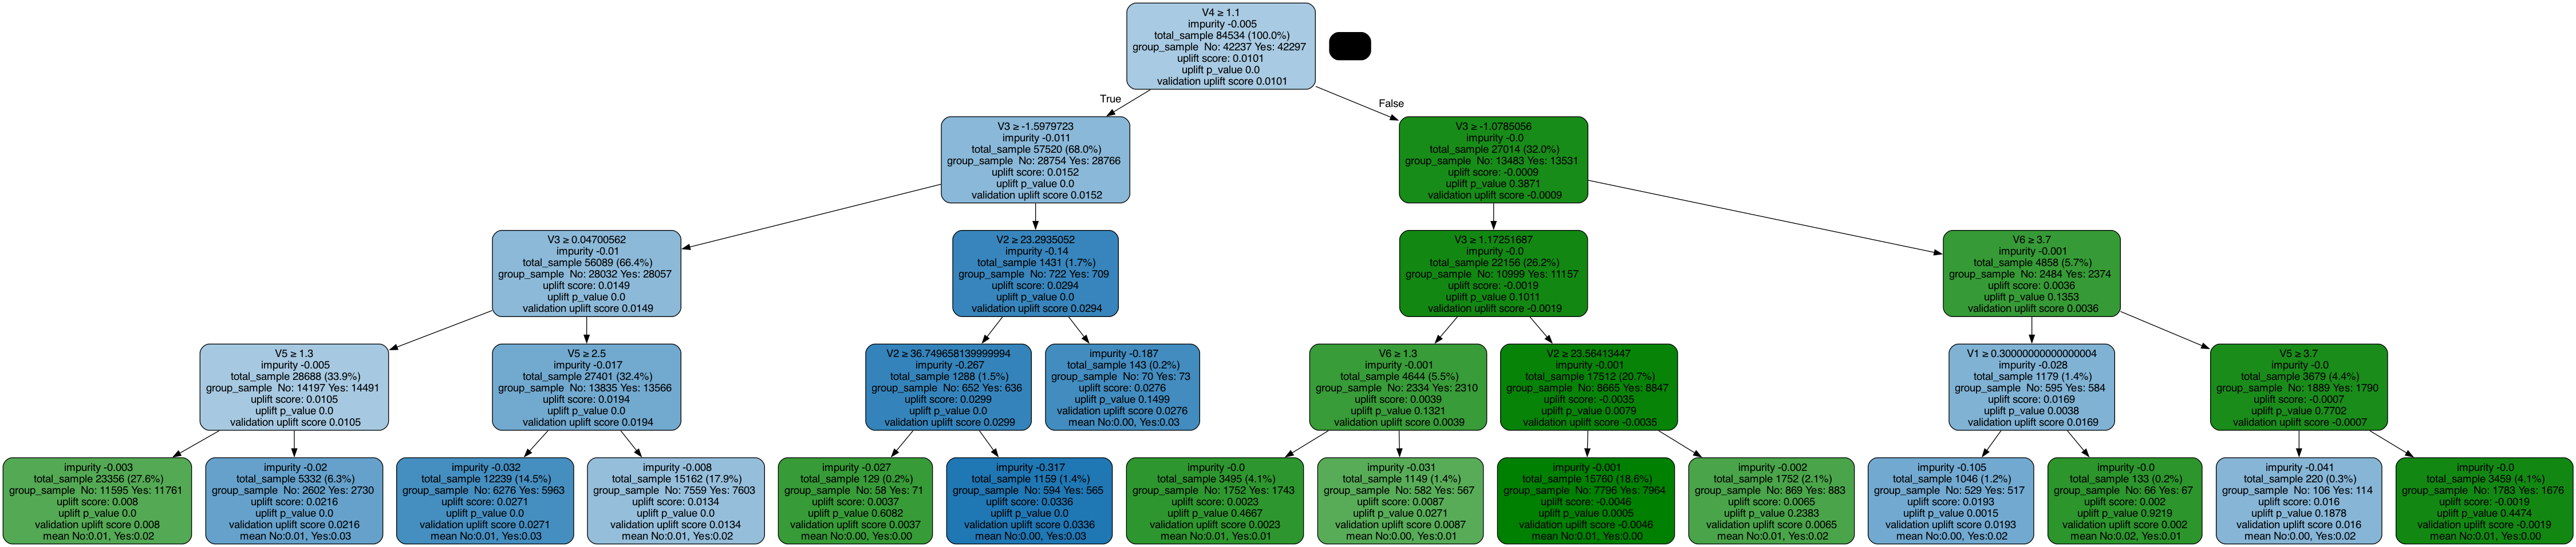 V4 ≥ 1.1
impurity -0.005
total_sample 84534 (100.0%)
group_sample No: 42237 Yes: 42297
uplift score: 0.0101
uplift p_value 0.0
validation uplift score 0.0101
True
False
V3 ≥ -1.5979723
impurity -0.011
total_sample 57520 (68.0%)
group_sample No: 28754 Yes: 28766
uplift score: 0.0152
uplift p_value 0.0
validation uplift score 0.0152
V3 ≥ -1.0785056
impurity -0.0
total_sample 27014 (32.0%)
group_sample No: 13483 Yes: 13531
uplift score: -0.0009
uplift p_value 0.3871
validation uplift score -0.0009
V3 ≥ 0.04700562
impurity -0.01
total_sample 56089 (66.4%)
group_sample No: 28032 Yes: 28057
uplift score: 0.0149
uplift p_value 0.0
validation uplift score 0.0149
V2 ≥ 23.2935052
impurity -0.14
total_sample 1431 (1.7%)
group_sample No: 722 Yes: 709
uplift score: 0.0294
uplift p_value 0.0
validation uplift score 0.0294
V3 ≥ 1.17251687
impurity -0.0
total_sample 22156 (26.2%)
group_sample No: 10999 Yes: 11157
uplift score: -0.0019
uplift p_value 0.1011
validation uplift score -0.0019
V6 ≥ 3.7
impurity -0.001
total_sample 4858 (5.7%)
group_sample No: 2484 Yes: 2374
uplift score: 0.0036
uplift p_value 0.1353
validation uplift score 0.0036
V5 ≥ 1.3
impurity -0.005
total_sample 28688 (33.9%)
group_sample No: 14197 Yes: 14491
uplift score: 0.0105
uplift p_value 0.0
validation uplift score 0.0105
V5 ≥ 2.5
impurity -0.017
total_sample 27401 (32.4%)
group_sample No: 13835 Yes: 13566
uplift score: 0.0194
uplift p_value 0.0
validation uplift score 0.0194
V2 ≥ 36.749658139999994
impurity -0.267
total_sample 1288 (1.5%)
group_sample No: 652 Yes: 636
uplift score: 0.0299
uplift p_value 0.0
validation uplift score 0.0299
impurity -0.187
total_sample 143 (0.2%)
group_sample No: 70 Yes: 73
uplift score: 0.0276
uplift p_value 0.1499
validation uplift score 0.0276
mean No:0.00, Yes:0.03
V6 ≥ 1.3
impurity -0.001
total_sample 4644 (5.5%)
group_sample No: 2334 Yes: 2310
uplift score: 0.0039
uplift p_value 0.1321
validation uplift score 0.0039
V2 ≥ 23.56413447
impurity -0.001
total_sample 17512 (20.7%)
group_sample No: 8665 Yes: 8847
uplift score: -0.0035
uplift p_value 0.0079
validation uplift score -0.0035
V1 ≥ 0.30000000000000004
impurity -0.028
total_sample 1179 (1.4%)
group_sample No: 595 Yes: 584
uplift score: 0.0169
uplift p_value 0.0038
validation uplift score 0.0169
V5 ≥ 3.7
impurity -0.0
total_sample 3679 (4.4%)
group_sample No: 1889 Yes: 1790
uplift score: -0.0007
uplift p_value 0.7702
validation uplift score -0.0007
impurity -0.003
total_sample 23356 (27.6%)
group_sample No: 11595 Yes: 11761
uplift score: 0.008
uplift p_value 0.0
validation uplift score 0.008
mean No:0.01, Yes:0.02
impurity -0.02
total_sample 5332 (6.3%)
group_sample No: 2602 Yes: 2730
uplift score: 0.0216
uplift p_value 0.0
validation uplift score 0.0216
mean No:0.01, Yes:0.03
impurity -0.032
total_sample 12239 (14.5%)
group_sample No: 6276 Yes: 5963
uplift score: 0.0271
uplift p_value 0.0
validation uplift score 0.0271
mean No:0.01, Yes:0.03
impurity -0.008
total_sample 15162 (17.9%)
group_sample No: 7559 Yes: 7603
uplift score: 0.0134
uplift p_value 0.0
validation uplift score 0.0134
mean No:0.01, Yes:0.02
impurity -0.027
total_sample 129 (0.2%)
group_sample No: 58 Yes: 71
uplift score: 0.0037
uplift p_value 0.6082
validation uplift score 0.0037
mean No:0.00, Yes:0.00
impurity -0.317
total_sample 1159 (1.4%)
group_sample No: 594 Yes: 565
uplift score: 0.0336
uplift p_value 0.0
validation uplift score 0.0336
mean No:0.00, Yes:0.03
impurity -0.0
total_sample 3495 (4.1%)
group_sample No: 1752 Yes: 1743
uplift score: 0.0023
uplift p_value 0.4667
validation uplift score 0.0023
mean No:0.01, Yes:0.01
impurity -0.031
total_sample 1149 (1.4%)
group_sample No: 582 Yes: 567
uplift score: 0.0087
uplift p_value 0.0271
validation uplift score 0.0087
mean No:0.00, Yes:0.01
impurity -0.001
total_sample 15760 (18.6%)
group_sample No: 7796 Yes: 7964
uplift score: -0.0046
uplift p_value 0.0005
validation uplift score -0.0046
mean No:0.01, Yes:0.00
impurity -0.002
total_sample 1752 (2.1%)
group_sample No: 869 Yes: 883
uplift score: 0.0065
uplift p_value 0.2383
validation uplift score 0.0065
mean No:0.01, Yes:0.02
impurity -0.105
total_sample 1046 (1.2%)
group_sample No: 529 Yes: 517
uplift score: 0.0193
uplift p_value 0.0015
validation uplift score 0.0193
mean No:0.00, Yes:0.02
impurity -0.0
total_sample 133 (0.2%)
group_sample No: 66 Yes: 67
uplift score: 0.002
uplift p_value 0.9219
validation uplift score 0.002
mean No:0.02, Yes:0.01
impurity -0.041
total_sample 220 (0.3%)
group_sample No: 106 Yes: 114
uplift score: 0.016
uplift p_value 0.1878
validation uplift score 0.016
mean No:0.00, Yes:0.02
impurity -0.0
total_sample 3459 (4.1%)
group_sample No: 1783 Yes: 1676
uplift score: -0.0019
uplift p_value 0.4474
validation uplift score -0.0019
mean No:0.01, Yes:0.00